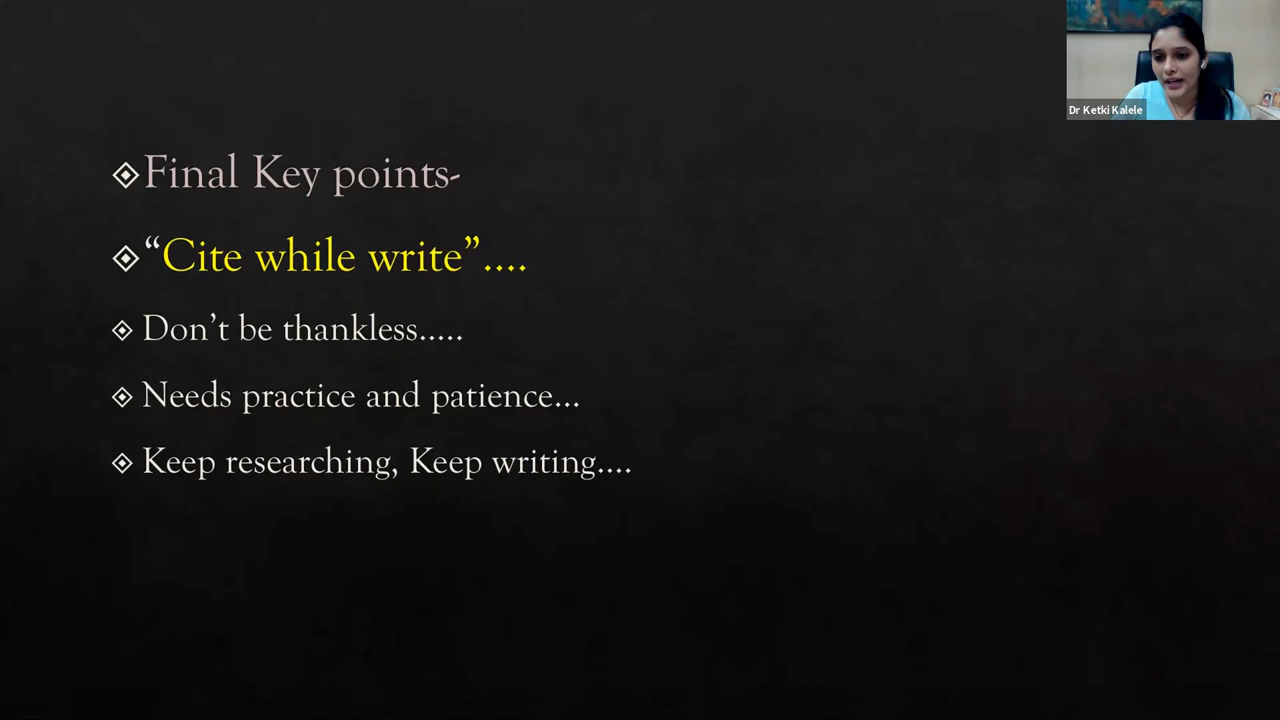 Dr Ketki Kalele
Final Key points-
“Cite while write”....
Don’t be thankless.....
Needs practice and patience...
Keep researching, Keep writing....